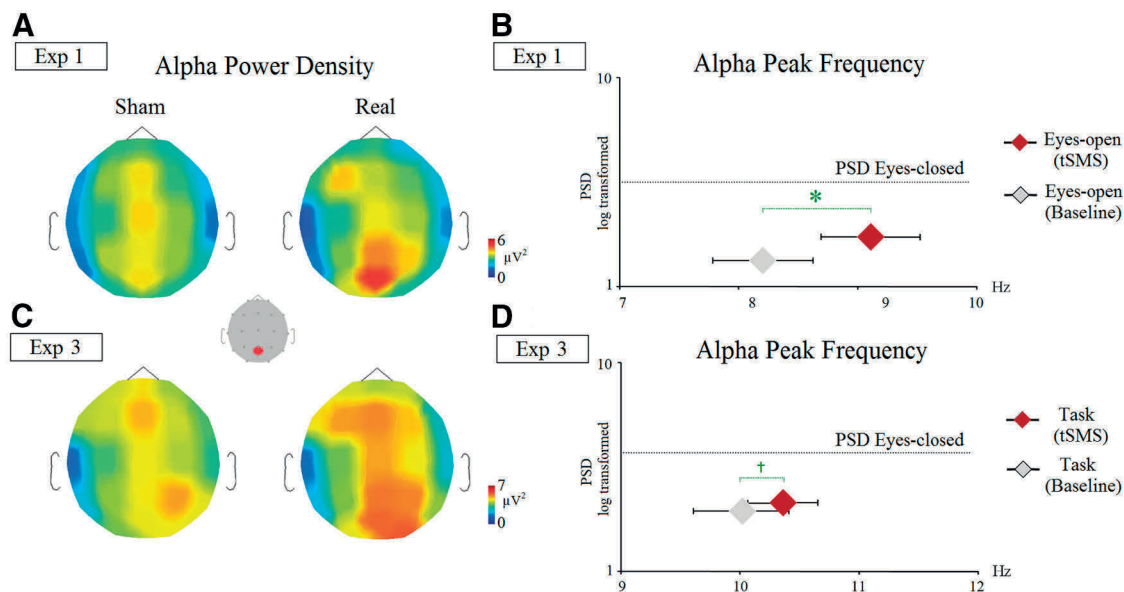 A
Exp 1
Alpha Power Density
Sham
Real
6
µV²
0
B
Exp 1
Alpha Peak Frequency
10
PSD
log transformed
1
PSD Eyes-closed
*
7
8
9
10
Hz
Eyes-open
(tSMS)
Eyes-open
(Baseline)
C
Exp 3
7
µV²
0
D
Exp 3
Alpha Peak Frequency
10
PSD
log transformed
1
PSD Eyes-closed
†
9
10
11
12
Hz
Task
(tSMS)
Task
(Baseline)